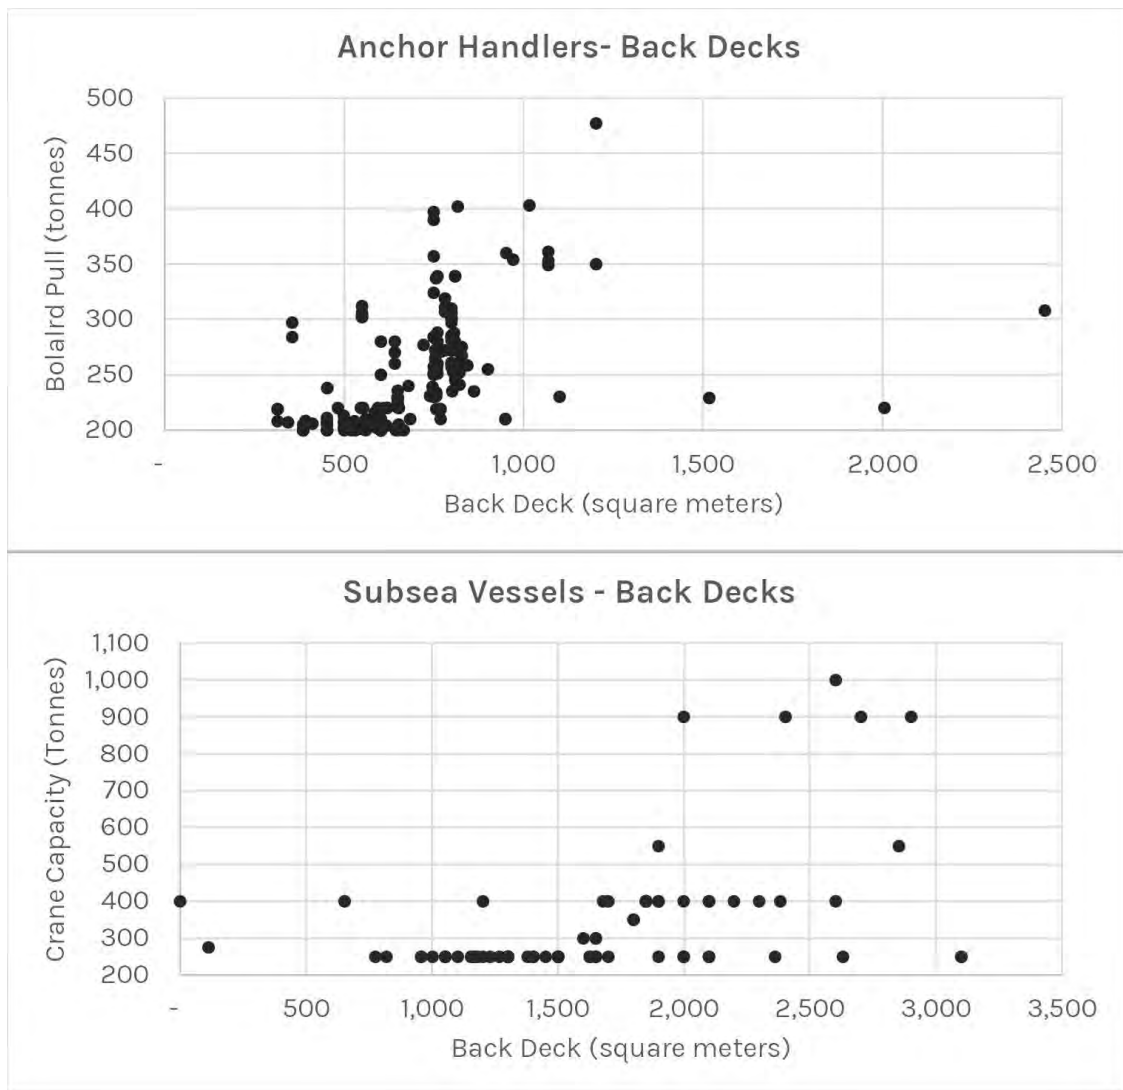 Anchor Handlers- Back Decks
500
450
400
350
300
250
200
Bolalrd Pull (tonnes)
- 500 1,000 1,500 2,000 2,500
Back Deck (square meters)
Subsea Vessels - Back Decks
1,100
1,000
900
800
700
600
500
400
300
200
Crane Capacity (Tonnes)
- 500 1,000 1,500 2,000 2,500 3,000 3,500
Back Deck (square meters)